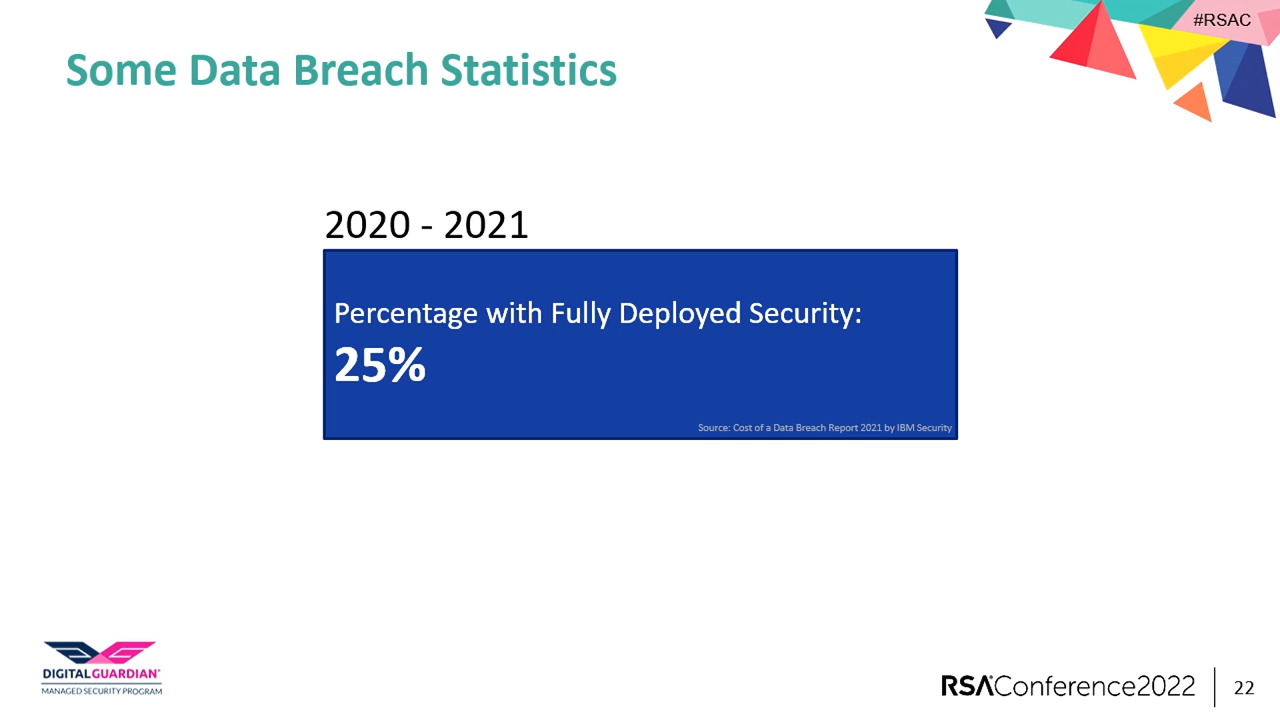 #RSAC
Some Data Breach Statistics
2020 - 2021
Percentage with Fully Deployed Security:
25%
Source: Cost of a Data Breach Report 2021 by IBM Security
DIGITALGUARDIAN
MANAGED SECURITY PROGRAM
RSAConference2022
22